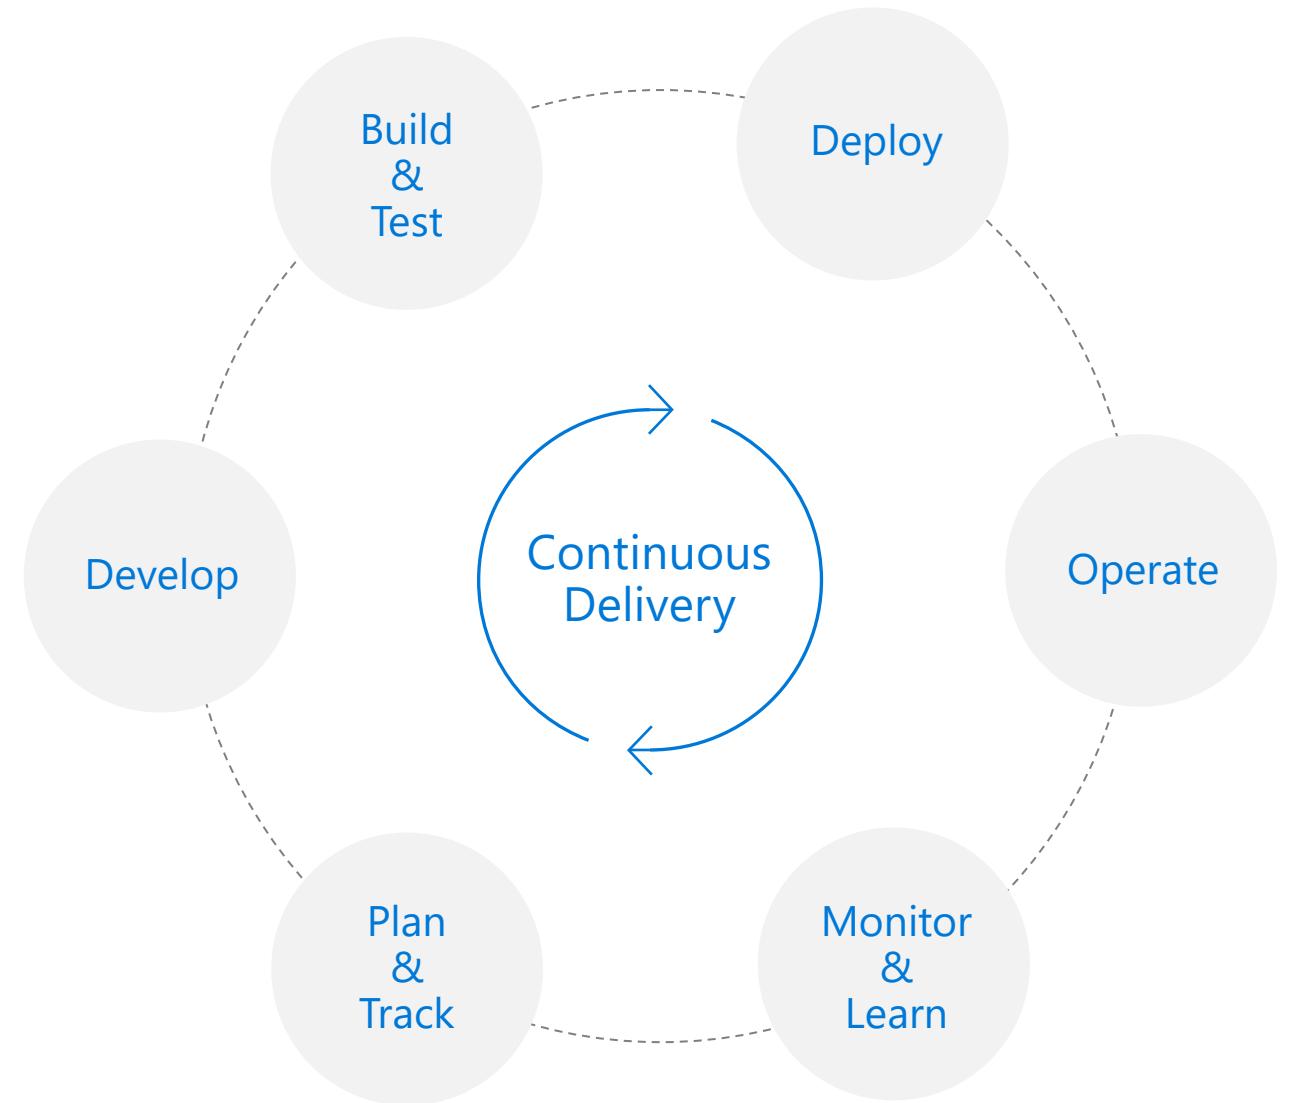 Build
&
Test
Deploy
Develop
Continuous
Delivery
Operate
Plan
&
Track
Monitor
&
Learn